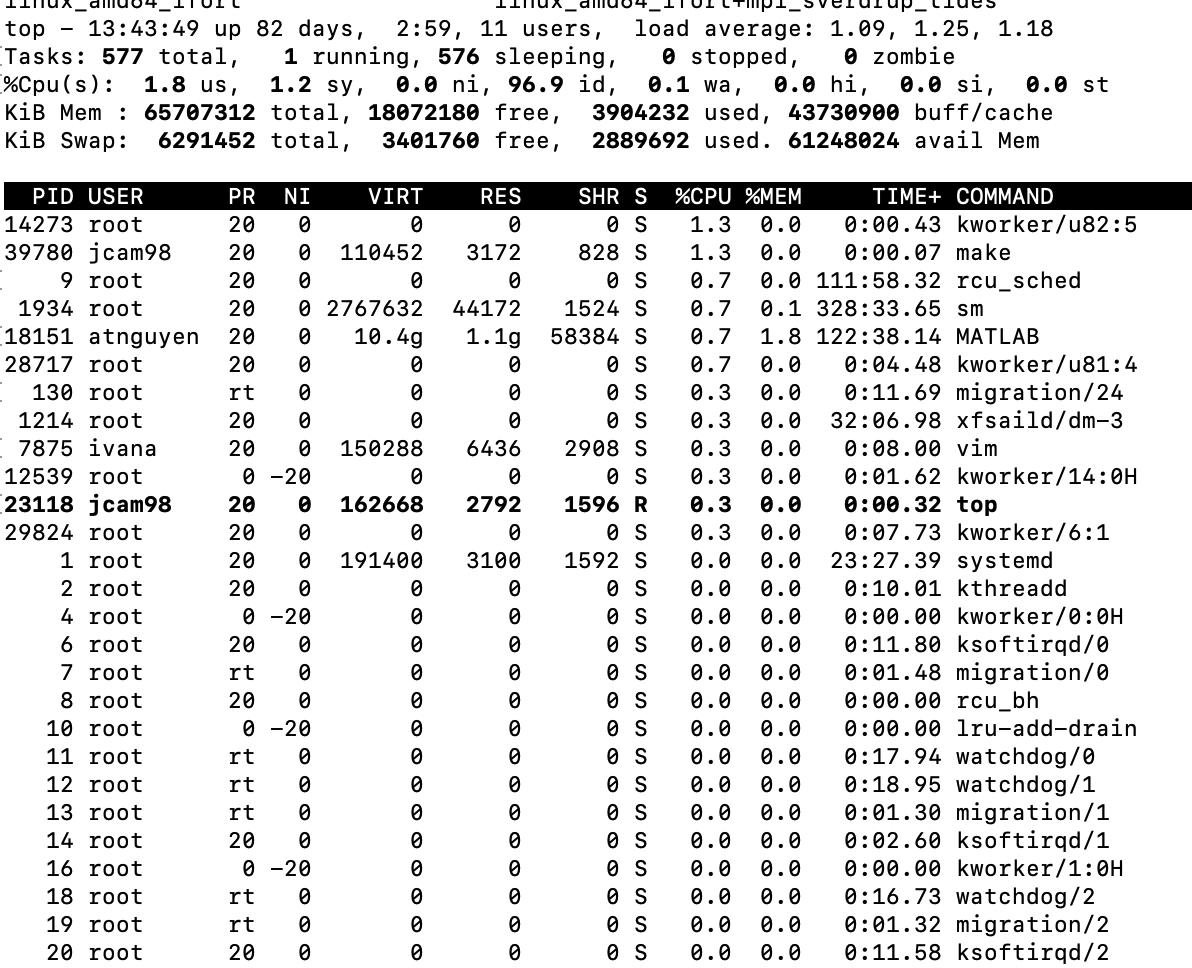 linux_amd64_ifort                  linux_amd64_ifort+mpi_sverdrup_tides
top - 13:43:49 up 82 days,  2:59, 11 users,  load average: 1.09, 1.25, 1.18
Tasks: 577 total,   1 running, 576 sleeping,   0 stopped,   0 zombie
%Cpu(s):  1.8 us,  1.2 sy,  0.0 ni, 96.9 id,  0.1 wa,  0.0 hi,  0.0 si,  0.0 st
KiB Mem : 65707312 total, 18072180 free,  3904232 used, 43730900 buff/cache
KiB Swap:  6291452 total,  3401760 free,  2889692 used. 61248024 avail Mem
  PID USER      PR  NI    VIRT    RES    SHR S  %CPU %MEM     TIME+ COMMAND
14273 root      20   0       0      0      0 S   1.3  0.0   0:00.43 kworker/u82:5
39780 jcam98    20   0  110452   3172    828 S   1.3  0.0   0:00.07 make
    9 root      20   0       0      0      0 S   0.7  0.0 111:58.32 rcu_sched
 1934 root      20   0 2767632  44172   1524 S   0.7  0.1 328:33.65 sm
18151 atnguyen  20   0   10.4g   1.1g  58384 S   0.7  1.8 122:38.14 MATLAB
28717 root      20   0       0      0      0 S   0.7  0.0   0:04.48 kworker/u81:4
  130 root      rt   0       0      0      0 S   0.3  0.0   0:11.69 migration/24
 1214 root      20   0       0      0      0 S   0.3  0.0  32:06.98 xfsaild/dm-3
 7875 ivana     20   0  150288   6436   2908 S   0.3  0.0   0:08.00 vim
12539 root       0 -20       0      0      0 S   0.3  0.0   0:01.62 kworker/14:0H
23118 jcam98    20   0  162668   2792   1596 R   0.3  0.0   0:00.32 top
29824 root      20   0       0      0      0 S   0.3  0.0   0:07.73 kworker/6:1
    1 root      20   0  191400   3100   1592 S   0.0  0.0  23:27.39 systemd
    2 root      20   0       0      0      0 S   0.0  0.0   0:10.01 kthreadd
    4 root       0 -20       0      0      0 S   0.0  0.0   0:00.00 kworker/0:0H
    6 root      20   0       0      0      0 S   0.0  0.0   0:11.80 ksoftirqd/0
    7 root      rt   0       0      0      0 S   0.0  0.0   0:01.48 migration/0
    8 root      20   0       0      0      0 S   0.0  0.0   0:00.00 rcu_bh
   10 root       0 -20       0      0      0 S   0.0  0.0   0:00.00 lru-add-drain
   11 root      rt   0       0      0      0 S   0.0  0.0   0:17.94 watchdog/0
   12 root      rt   0       0      0      0 S   0.0  0.0   0:18.95 watchdog/1
   13 root      rt   0       0      0      0 S   0.0  0.0   0:01.30 migration/1
   14 root      20   0       0      0      0 S   0.0  0.0   0:02.60 ksoftirqd/1
   16 root       0 -20       0      0      0 S   0.0  0.0   0:00.00 kworker/1:0H
   18 root      rt   0       0      0      0 S   0.0  0.0   0:16.73 watchdog/2
   19 root      rt   0       0      0      0 S   0.0  0.0   0:01.32 migration/2
   20 root      20   0       0      0      0 S   0.0  0.0   0:11.58 ksoftirqd/2